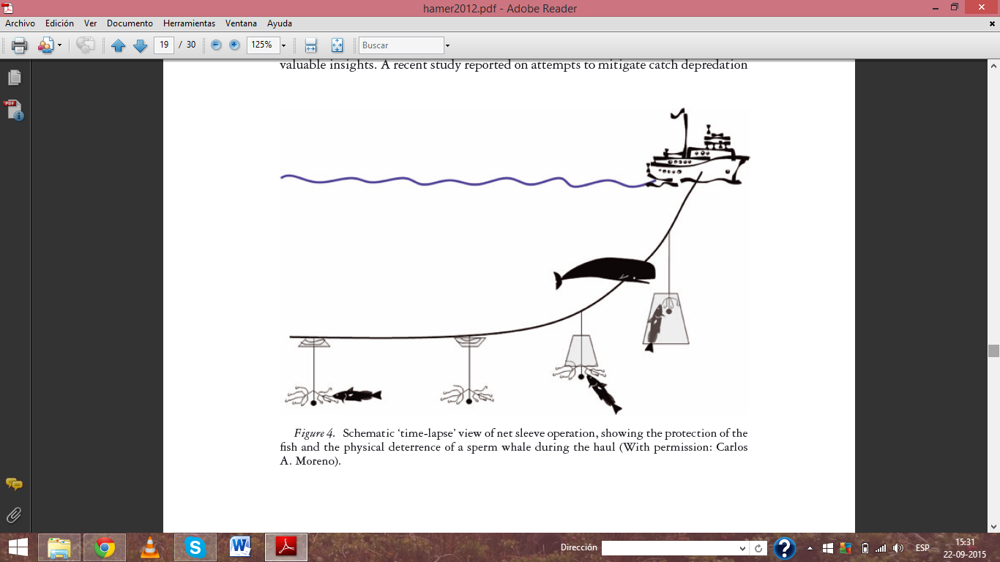 hamer2012.pdf - Adobe Reader
Archivo Edición Ver Documento Herramientas Ventana Ayuda
19 / 30 125% Buscar
PDF
valuable insights. A recent study reported on attempts to mitigate catch depredation
Figure 4. Schematic ‘time-lapse’ view of net sleeve operation, showing the protection of the
fish and the physical deterrence of a sperm whale during the haul (With permission: Carlos
A. Moreno).
Dirección ESP 15:31
22-09-2015